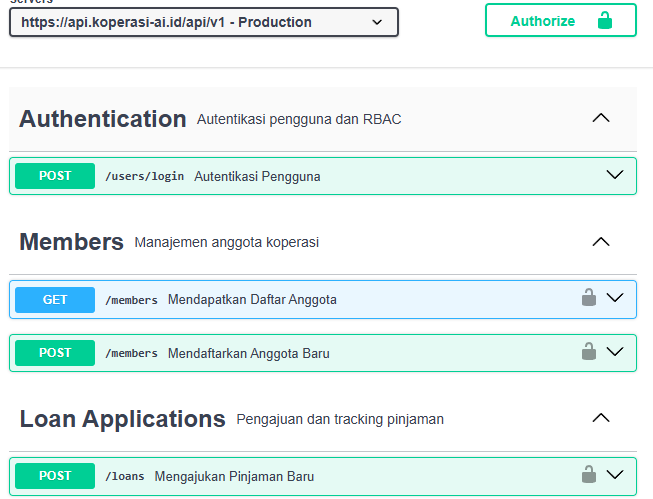 Servers
https://api.koperasi-ai.id/api/v1 - Production
Authorize
Authentication Autentikasi pengguna dan RBAC
POST /users/login Autentikasi Pengguna
Members Manajemen anggota koperasi
GET /members Mendapatkan Daftar Anggota
POST /members Mendaftarkan Anggota Baru
Loan Applications Pengajuan dan tracking pinjaman
POST /loans Mengajukan Pinjaman Baru